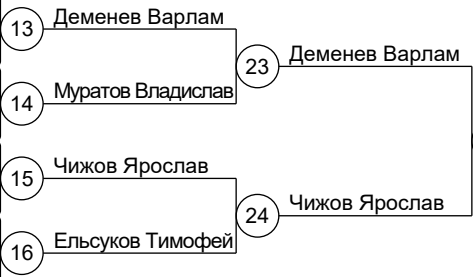 13 Деменев Варлам
23 Деменев Варлам
14 Муратов Владислав
15 Чижов Ярослав
24 Чижов Ярослав
16 Ельсуков Тимофей